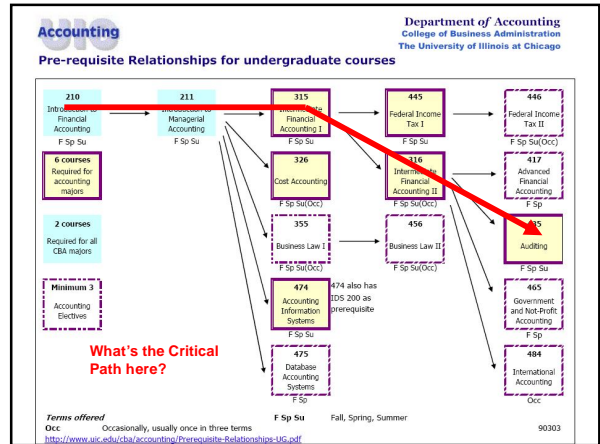 Accounting
UIC
Department of Accounting
College of Business Administration
The University of Illinois at Chicago
Pre-requisite Relationships for undergraduate courses
210
Introduction to
Financial
Accounting
F Sp Su
211
Introduction to
Managerial
Accounting
F Sp Su
315
Intermediate
Financial
Accounting I
F Sp Su
445
Federal Income
Tax I
F Sp Su
446
Federal Income
Tax II
F Sp Su(Occ)
6 courses
Required for
accounting
majors
326
Cost Accounting
F Sp Su(Occ)
316
Intermediate
Financial
Accounting II
F Sp Su(Occ)
417
Advanced
Financial
Accounting
F Sp
2 courses
Required for all
CBA majors
355
Business Law I
F Sp Su(Occ)
456
Business Law II
F Sp Su(Occ)
435
Auditing
F Sp Su
Minimum 3
Accounting
Electives
474
Accounting
Information
Systems
F Sp Su
474 also has
IDS 200 as
prerequisite
465
Government
and Not-Profit
Accounting
F Sp
What's the Critical
Path here?
475
Database
Accounting
Systems
F Sp
484
International
Accounting
Occ
Terms offered
F Sp Su Fall, Spring, Summer
Occ Occasionally, usually once in three terms
90303
http://www.uic.edu/cba/accounting/Prerequisite-Relationships-UG.pdf